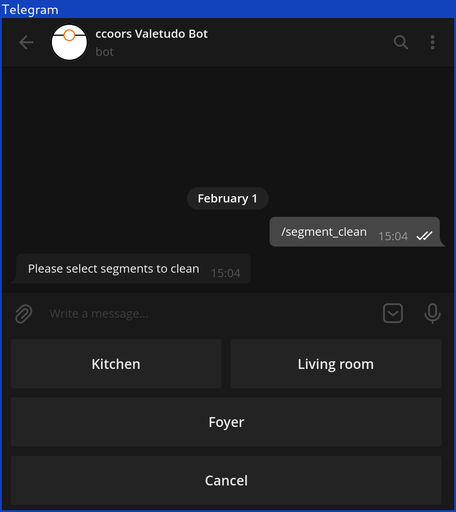 Telegram
ccoors Valetudo Bot
bot
February 1
/segment_clean 15:04
Please select segments to clean 15:04
Write a message...
Kitchen Living room
Foyer
Cancel